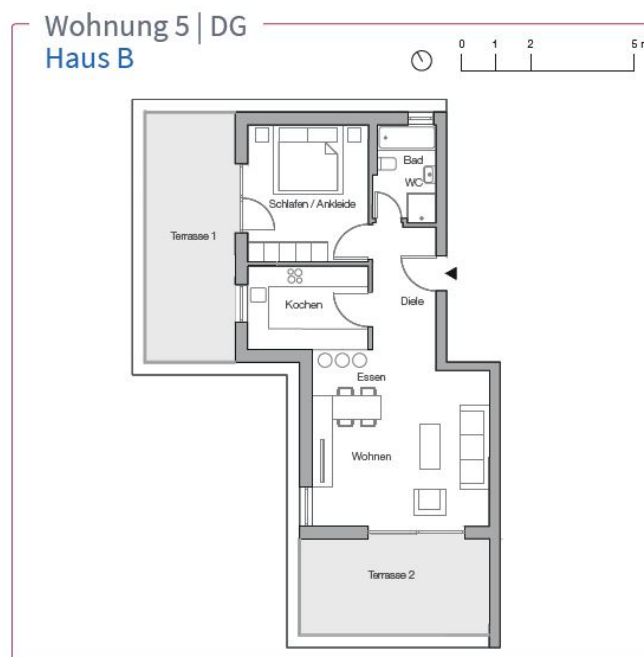 Wohnung 5 | DG
Haus B
0 1 2 5 m
Bad
WC
Schlafen / Ankleide
Terrasse 1
Kochen
Diele
Essen
Wohnen
Terrasse 2